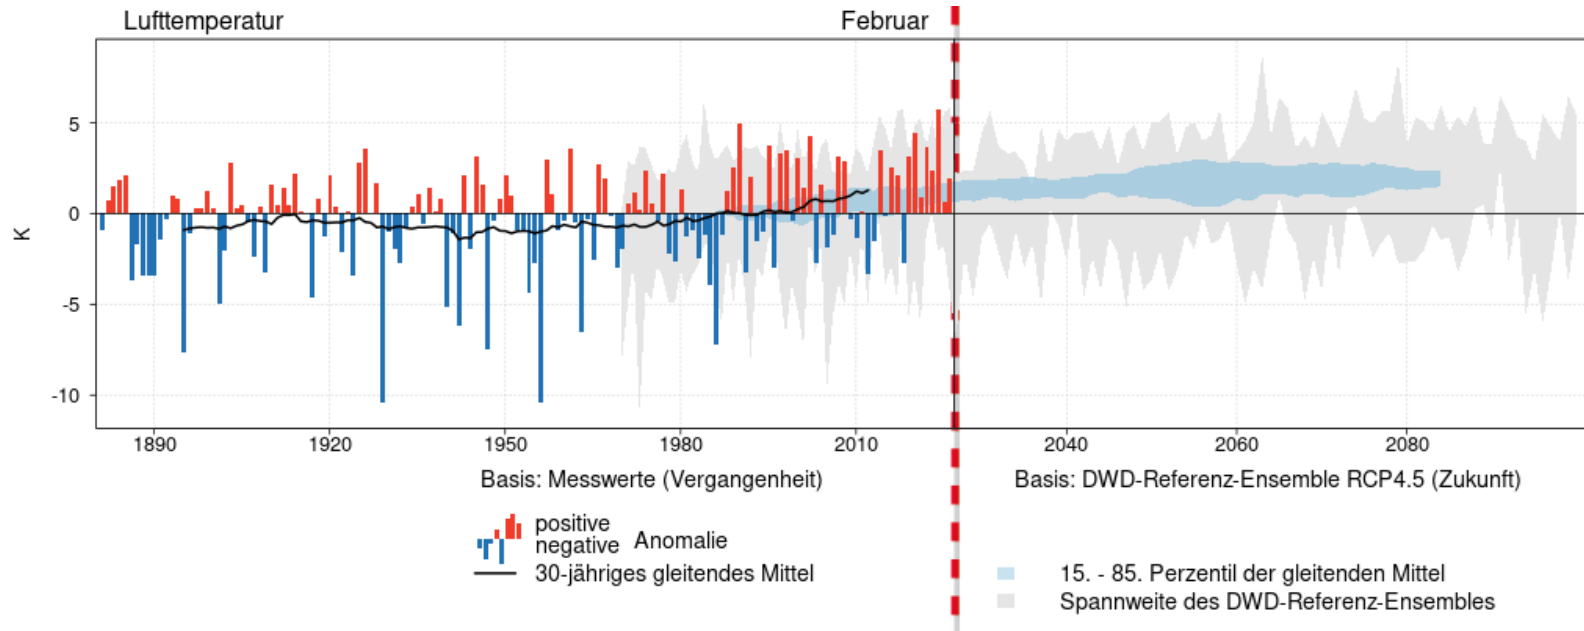 Lufttemperatur Februar
5
0
-5
-10
K
1890 1920 1950 1980 2010 2040 2060 2080
Basis: Messwerte (Vergangenheit) Basis: DWD-Referenz-Ensemble RCP4.5 (Zukunft)
positive
negative Anomalie
30-jähriges gleitendes Mittel
15. - 85. Perzentil der gleitenden Mittel
Spannweite des DWD-Referenz-Ensembles